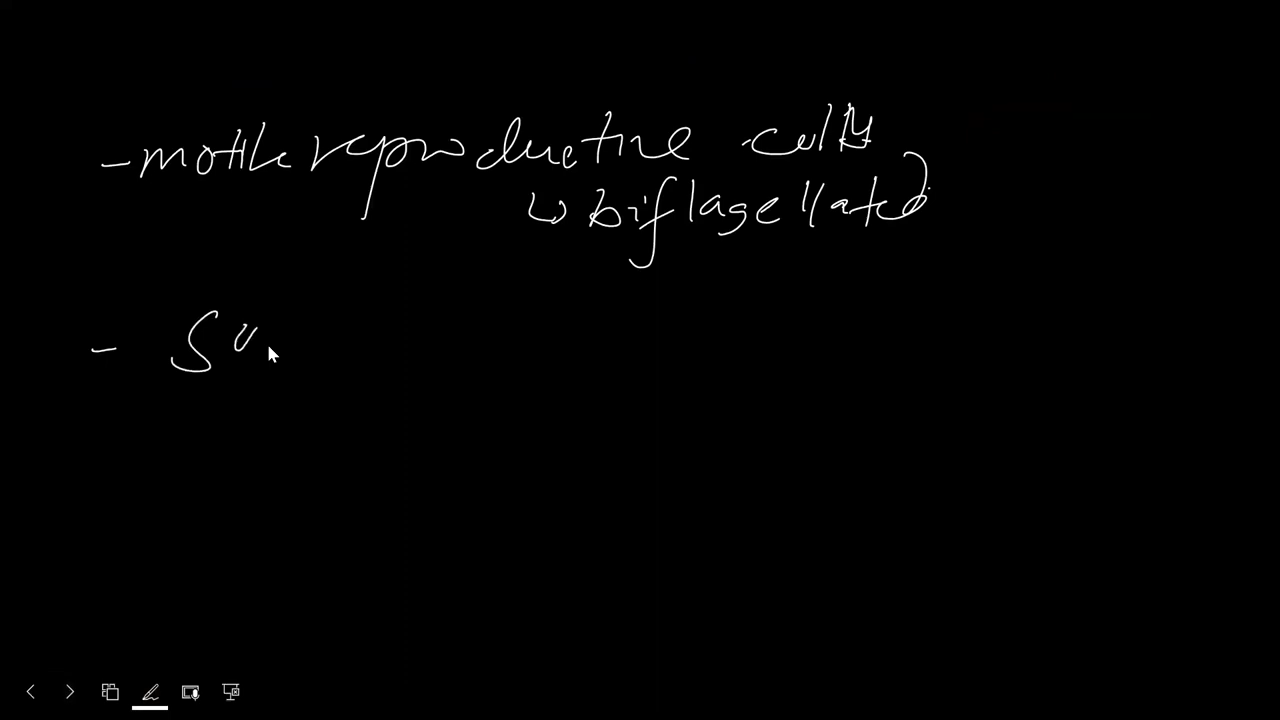 - motile reproductive cells
↳ biflagellated
- S